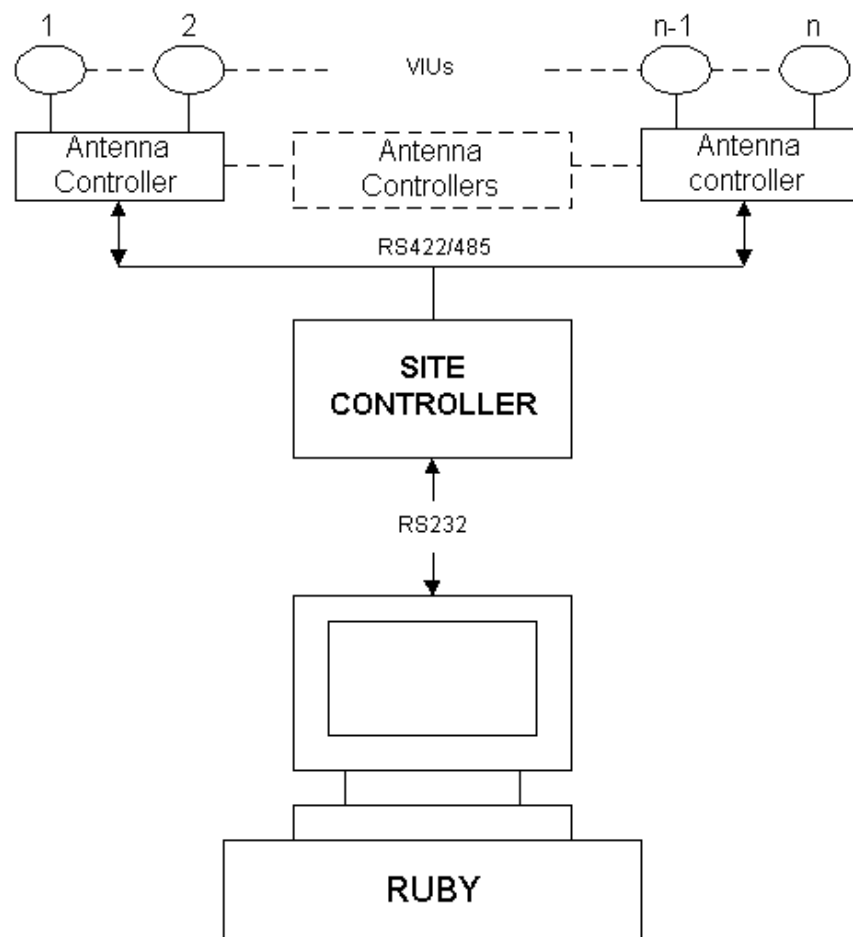 1
2
n-1
n
VIUs
Antenna
Controller
Antenna
Controllers
Antenna
controller
RS422/485
SITE
CONTROLLER
RS232
RUBY